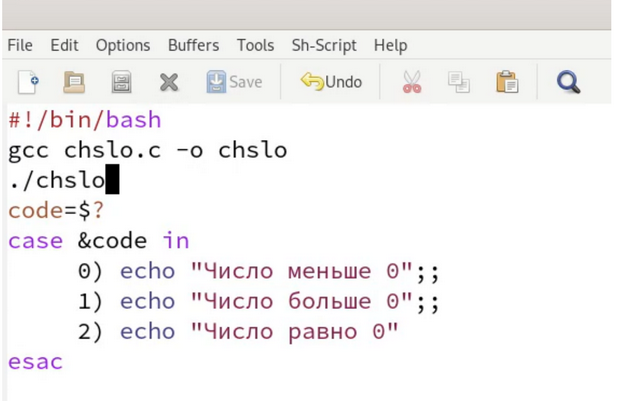 File Edit Options Buffers Tools Sh-Script Help
Save Undo
#!/bin/bash
gcc chslo.c -o chslo
./chslo
code=$?
case &code in
0) echo "Число меньше 0";;
1) echo "Число больше 0";;
2) echo "Число равно 0"
esac